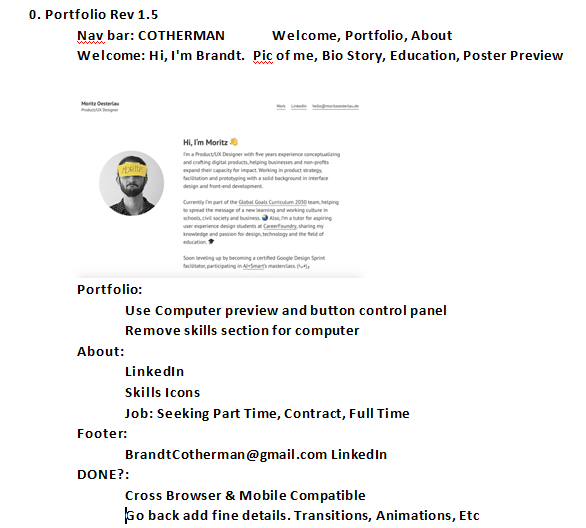 0. Portfolio Rev 1.5
Nav bar: COTHERMAN Welcome, Portfolio, About
Welcome: Hi, I'm Brandt. Pic of me, Bio Story, Education, Poster Preview
Moritz Oesterlau
Product/UX Designer
Work LinkedIn hello@moritzoesterlau.de
Hi, I'm Moritz 👋
I'm a Product/UX Designer with five years experience conceptualizing
and crafting digital products, helping businesses and non-profits
expand their capacity for impact. Working in product strategy,
facilitation and prototyping with a solid background in interface
design and front-end development.
Currently I'm part of the Global Goals Curriculum 2030 team, helping
to spread the message of a new learning and working culture in
schools, civil society and business. 🌍 Also, I'm a tutor for aspiring
user experience design students at CareerFoundry, sharing my
knowledge and passion for design, technology and the field of
education. 🎓
Soon leveling up by becoming a certified Google Design Sprint
facilitator, participating in AJ+Smart's masterclass.
Portfolio:
Use Computer preview and button control panel
Remove skills section for computer
About:
LinkedIn
Skills Icons
Job: Seeking Part Time, Contract, Full Time
Footer:
BrandtCotherman@gmail.com LinkedIn
DONE?:
Cross Browser & Mobile Compatible
Go back add fine details. Transitions, Animations, Etc